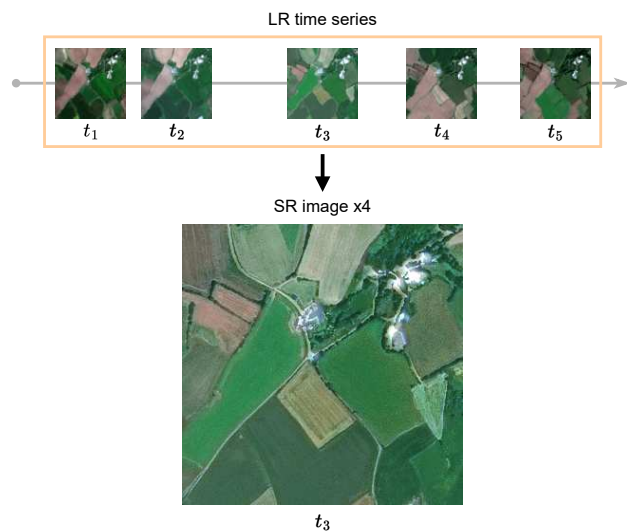 LR time series
t₁ t₂ t₃ t₄ t₅
SR image x4
t₃